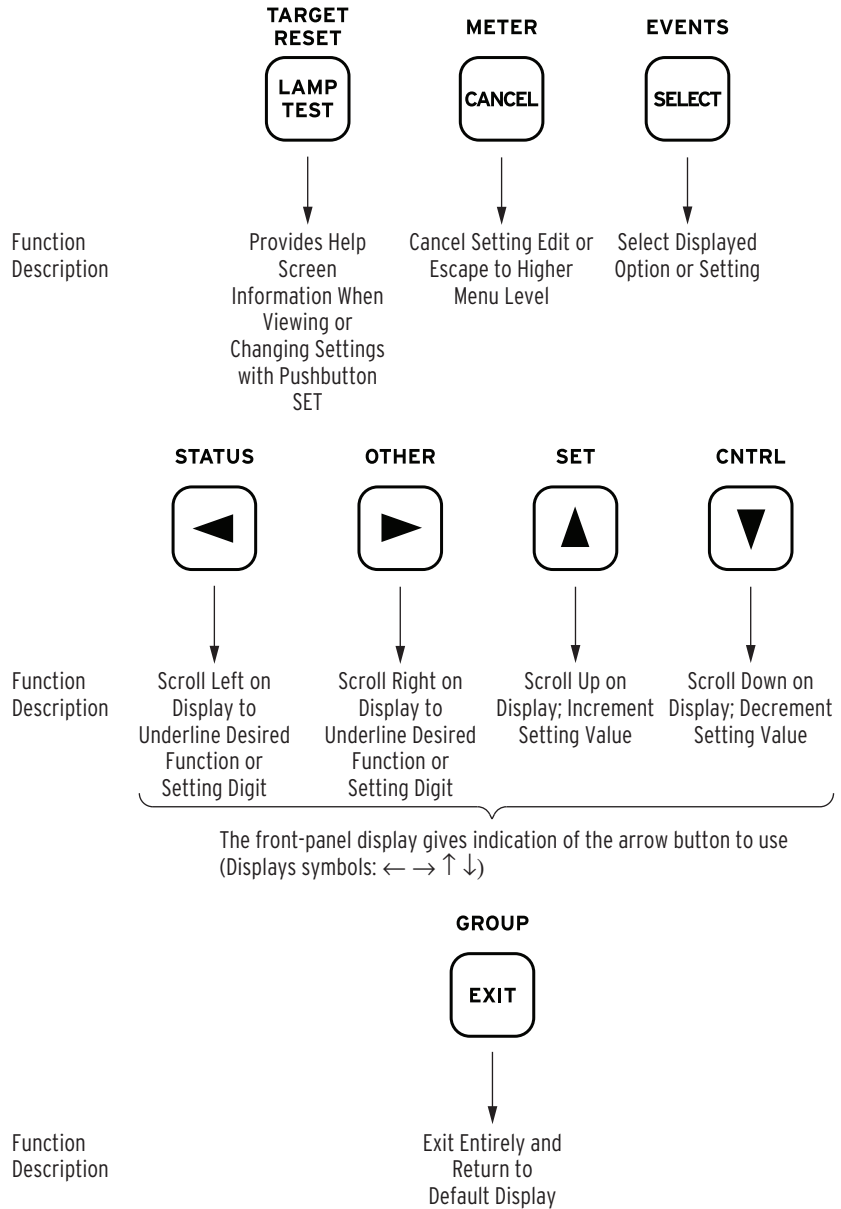 TARGET
RESET
METER
EVENTS
LAMP
TEST
CANCEL
SELECT
Function
Description
Provides Help
Screen
Information When
Viewing or
Changing Settings
with Pushbutton
SET
Cancel Setting Edit or
Escape to Higher
Menu Level
Select Displayed
Option or Setting
STATUS
OTHER
SET
CNTRL
Function
Description
Scroll Left on
Display to
Underline Desired
Function or
Setting Digit
Scroll Right on
Display to
Underline Desired
Function or
Setting Digit
Scroll Up on
Display; Increment
Setting Value
Scroll Down on
Display; Decrement
Setting Value
The front-panel display gives indication of the arrow button to use
(Displays symbols: ← → ↑ ↓)
GROUP
EXIT
Function
Description
Exit Entirely and
Return to
Default Display